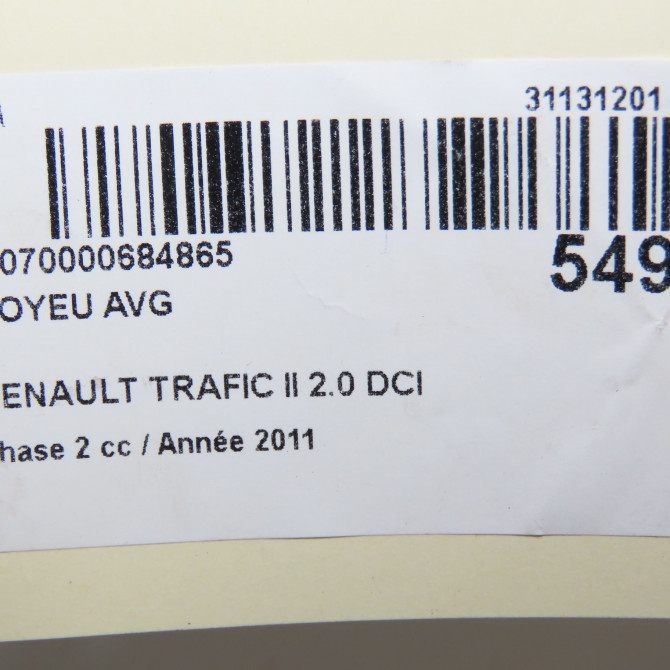 31131201
070000684865
549
OYEU AVG
ENAULT TRAFIC II 2.0 DCI
hase 2 cc / Année 2011